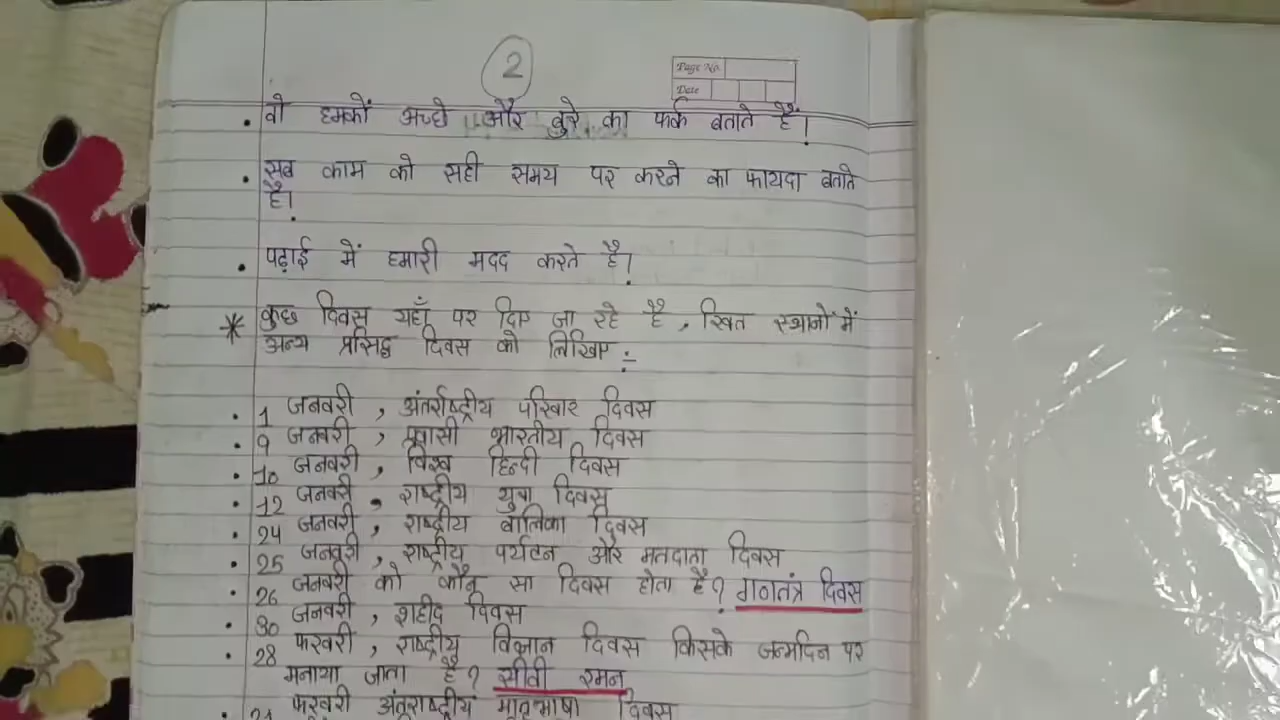 2
Page No.
Date
• वो हमकों अच्छे और बुरे का फर्क बताते हैं।
• सब काम को सही समय पर करने का फायदा बताते
है।
• पढ़ाई में हमारी मदद करते है।
* कुछ दिवस यहाँ पर दिए जा रहे है , रिक्त स्थानों में
अन्य प्रसिद्ध दिवस को लिखिए :-
• 1 जनवरी , अंतर्राष्ट्रीय परिवार दिवस
• 9 जनवरी , प्रवासी भारतीय दिवस
• 10 जनवरी , विश्व हिन्दी दिवस
• 12 जनवरी , राष्ट्रीय युवा दिवस
• 24 जनवरी , राष्ट्रीय बालिका दिवस
• 25 जनवरी , राष्ट्रीय पर्यटन और मतदाता दिवस
• 26 जनवरी को कौन सा दिवस होता है? गणतंत्र दिवस
• 30 जनवरी , शहीद दिवस
• 28 फरवरी , राष्ट्रीय विज्ञान दिवस किसके जन्मदिन पर
मनाया जाता है? सीवी रमन
• 21 फरवरी अंतर्राष्ट्रीय मातृभाषा दिवस